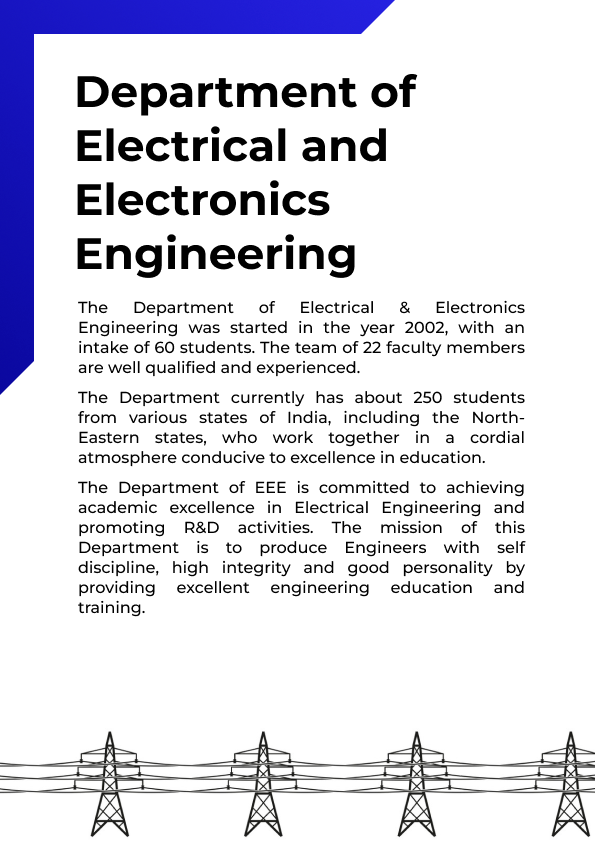 Department of
Electrical and
Electronics
Engineering
The Department of Electrical & Electronics
Engineering was started in the year 2002, with an
intake of 60 students. The team of 22 faculty members
are well qualified and experienced.
The Department currently has about 250 students
from various states of India, including the North-
Eastern states, who work together in a cordial
atmosphere conducive to excellence in education.
The Department of EEE is committed to achieving
academic excellence in Electrical Engineering and
promoting R&D activities. The mission of this
Department is to produce Engineers with self
discipline, high integrity and good personality by
providing excellent engineering education and
training.